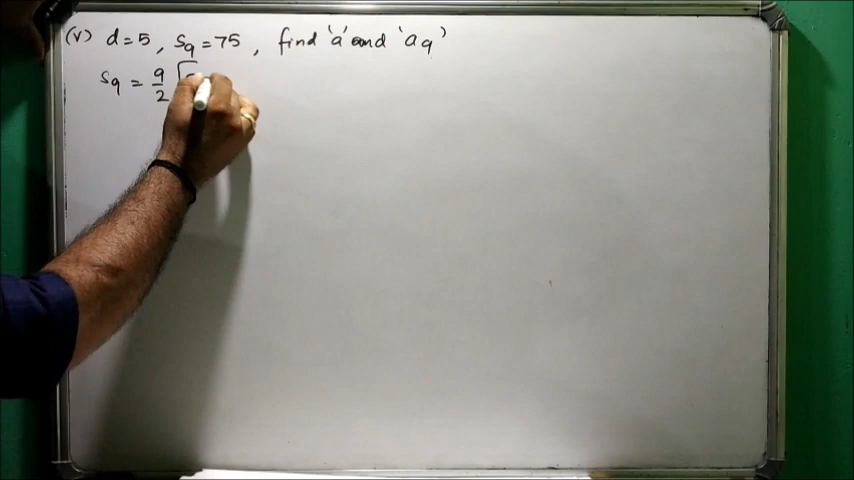 (v) d=5, S9=75, find 'a' and 'a9'
S9 = 9/2 [